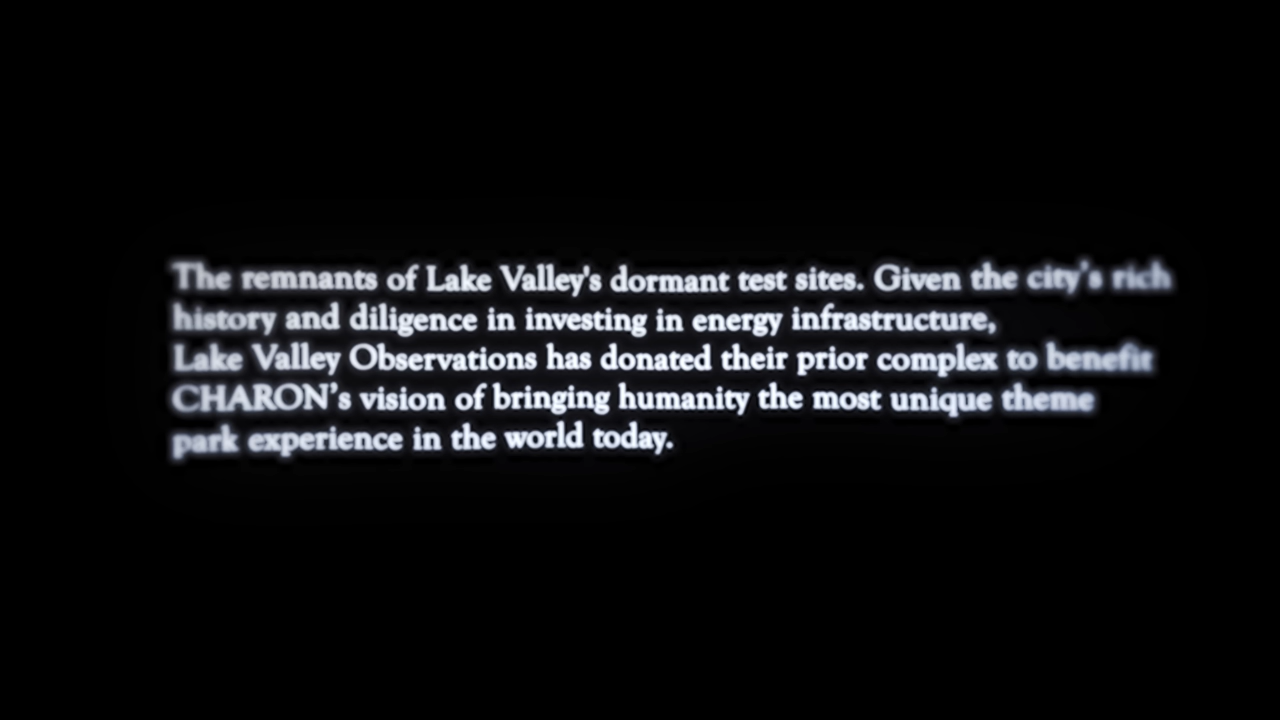 The remnants of Lake Valley's dormant test sites. Given the city's rich
history and diligence in investing in energy infrastructure,
Lake Valley Observations has donated their prior complex to benefit
CHARON's vision of bringing humanity the most unique theme
park experience in the world today.